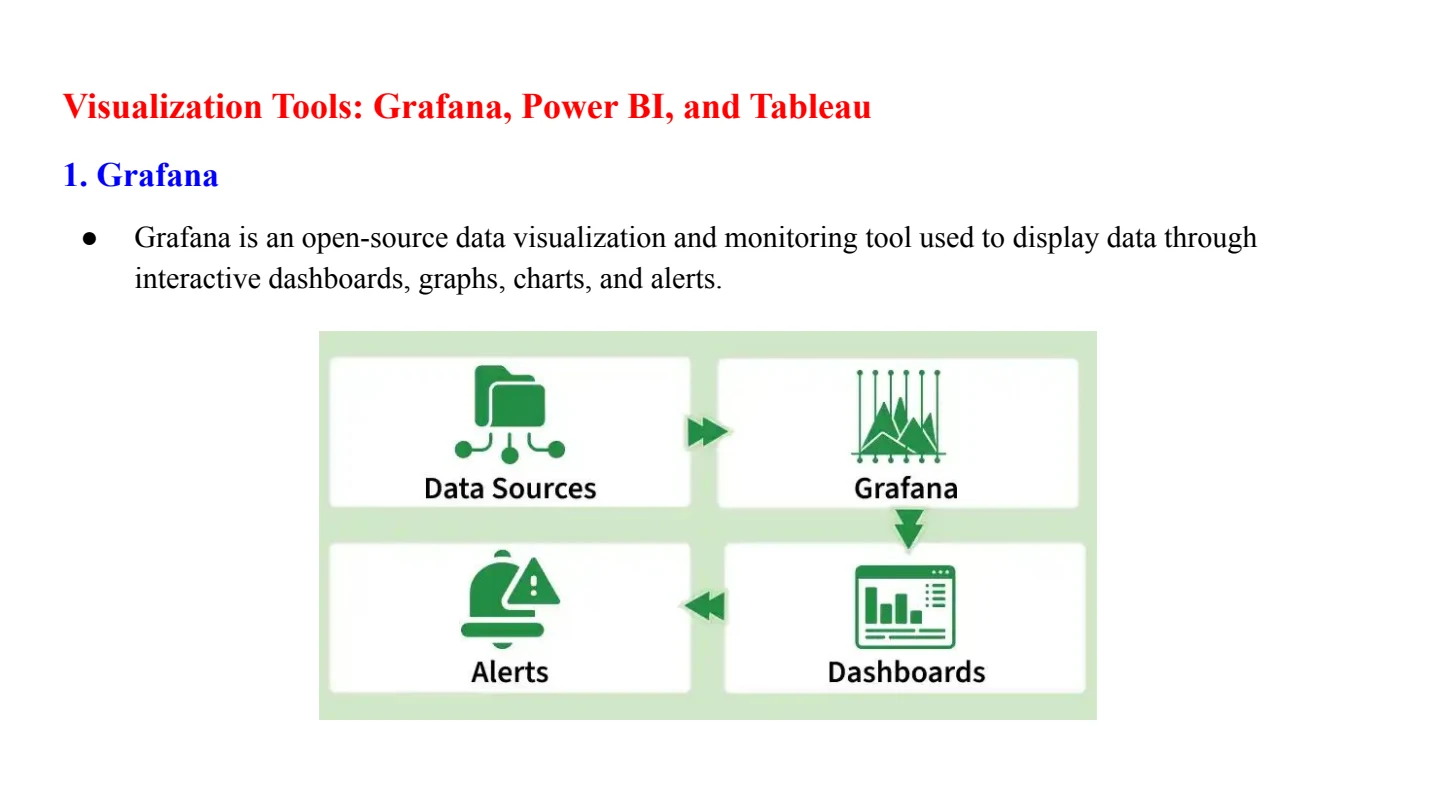 Visualization Tools: Grafana, Power BI, and Tableau
1. Grafana
● Grafana is an open-source data visualization and monitoring tool used to display data through
interactive dashboards, graphs, charts, and alerts.
Data Sources
Grafana
Alerts
Dashboards